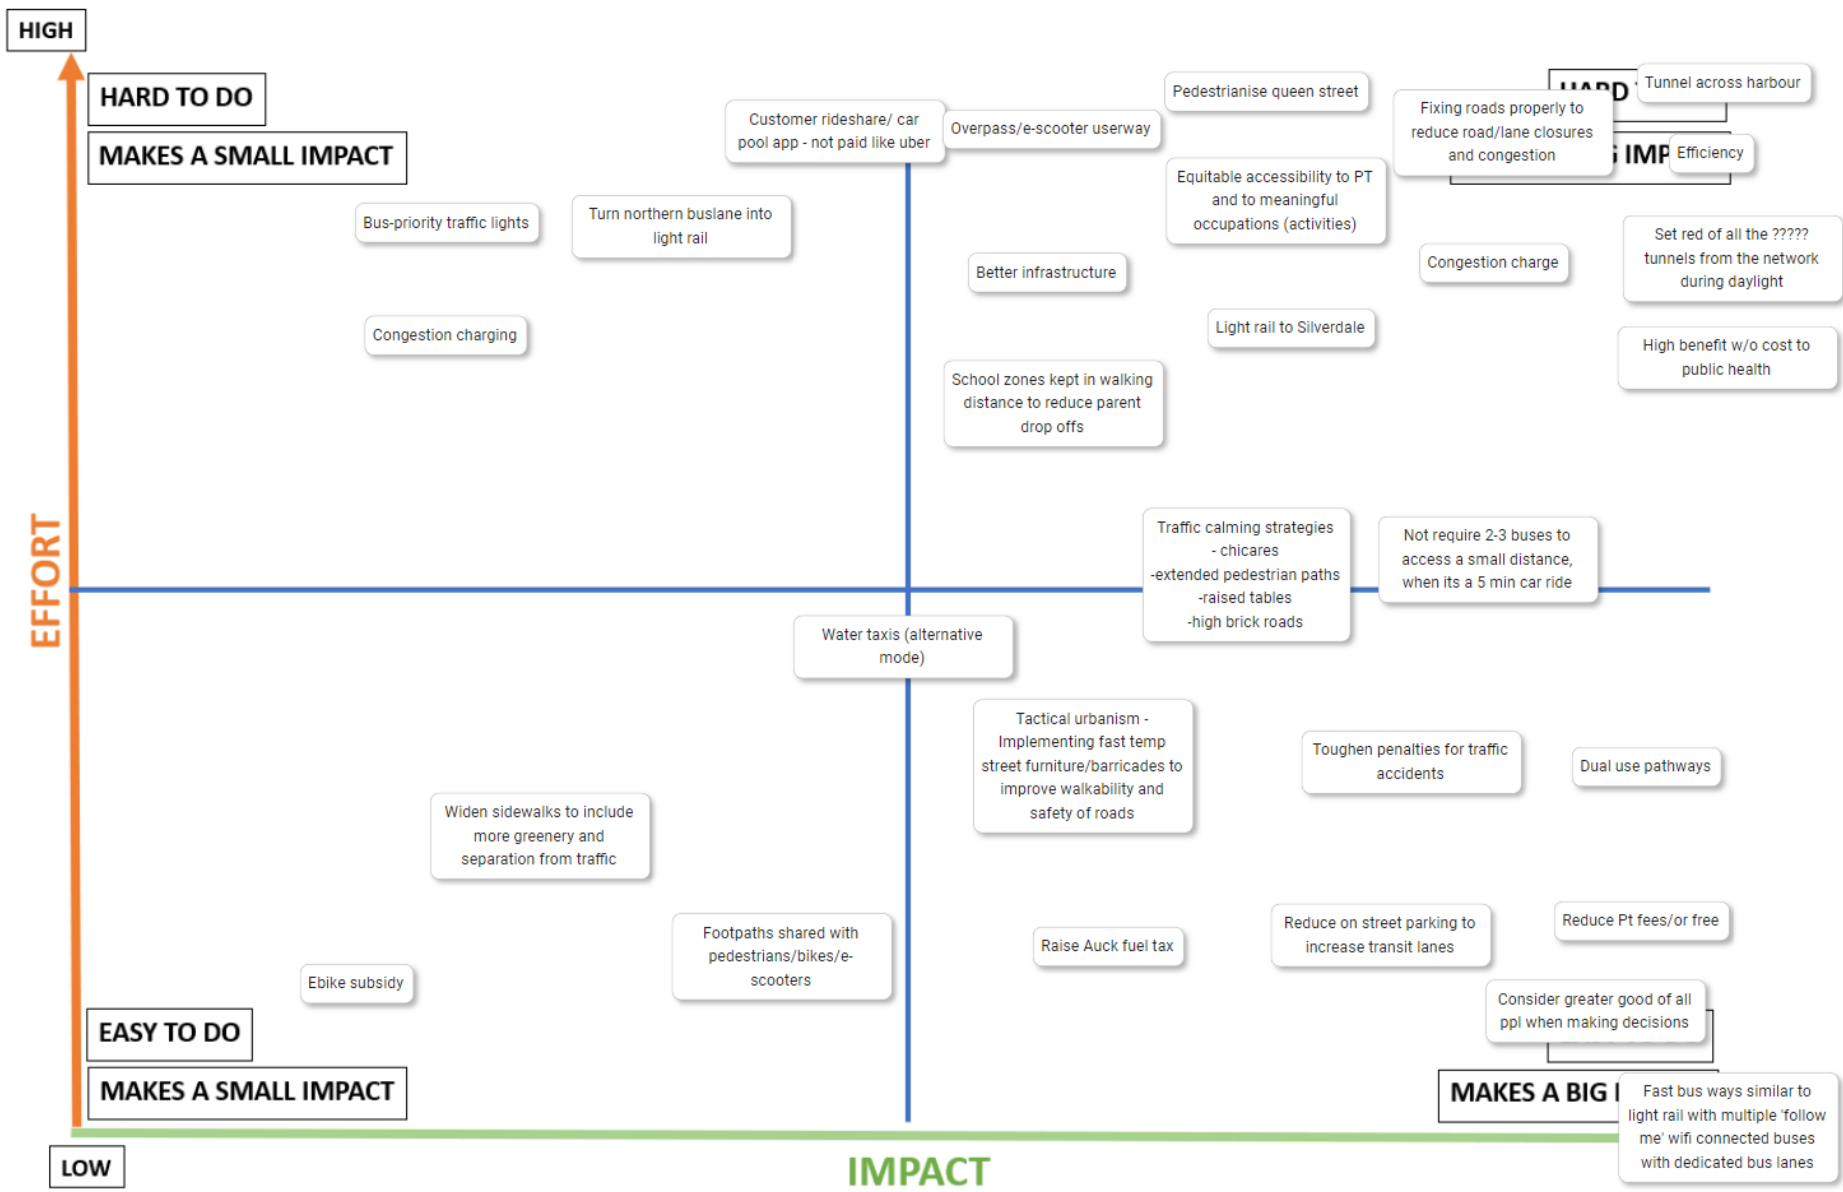 HIGH
HARD TO DO
MAKES A SMALL IMPACT
Customer rideshare/ car
pool app - not paid like uber
Overpass/e-scooter userway
Pedestrianise queen street
Fixing roads properly to
reduce road/lane closures
and congestion
HARD
IMP
Tunnel across harbour
Efficiency
Bus-priority traffic lights
Turn northern buslane into
light rail
Equitable accessibility to PT
and to meaningful
occupations (activities)
Better infrastructure
Congestion charge
Set red of all the ?????
tunnels from the network
during daylight
Congestion charging
Light rail to Silverdale
High benefit w/o cost to
public health
School zones kept in walking
distance to reduce parent
drop offs
EFFORT
Traffic calming strategies
- chicares
-extended pedestrian paths
-raised tables
-high brick roads
Not require 2-3 buses to
access a small distance,
when its a 5 min car ride
Water taxis (alternative
mode)
Tactical urbanism -
Implementing fast temp
street furniture/barricades to
improve walkability and
safety of roads
Toughen penalties for traffic
accidents
Dual use pathways
Widen sidewalks to include
more greenery and
separation from traffic
Footpaths shared with
pedestrians/bikes/e-
scooters
Raise Auck fuel tax
Reduce on street parking to
increase transit lanes
Reduce Pt fees/or free
Ebike subsidy
Consider greater good of all
ppl when making decisions
EASY TO DO
MAKES A SMALL IMPACT
MAKES A BIG
Fast bus ways similar to
light rail with multiple 'follow
me' wifi connected buses
with dedicated bus lanes
LOW
IMPACT